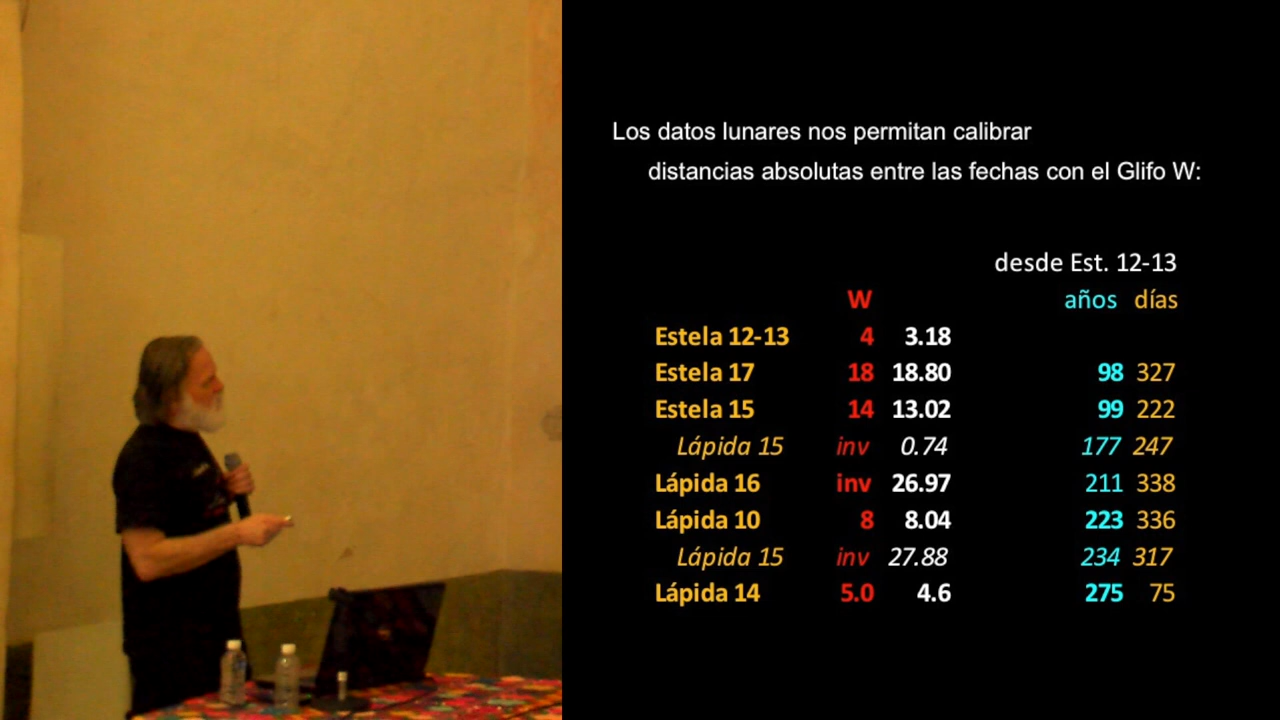 Los datos lunares nos permitan calibrar
distancias absolutas entre las fechas con el Glifo W:
desde Est. 12-13
W años días
Estela 12-13 4 3.18
Estela 17 18 18.80 98 327
Estela 15 14 13.02 99 222
Lápida 15 inv 0.74 177 247
Lápida 16 inv 26.97 211 338
Lápida 10 8 8.04 223 336
Lápida 15 inv 27.88 234 317
Lápida 14 5.0 4.6 275 75